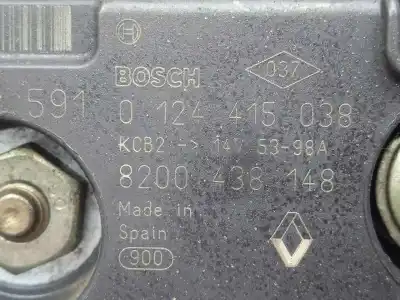 BOSCH 037
591 0 124 415 038
KCB2 -> 14V 53-98A
8200 438 148
Made in
Spain
900